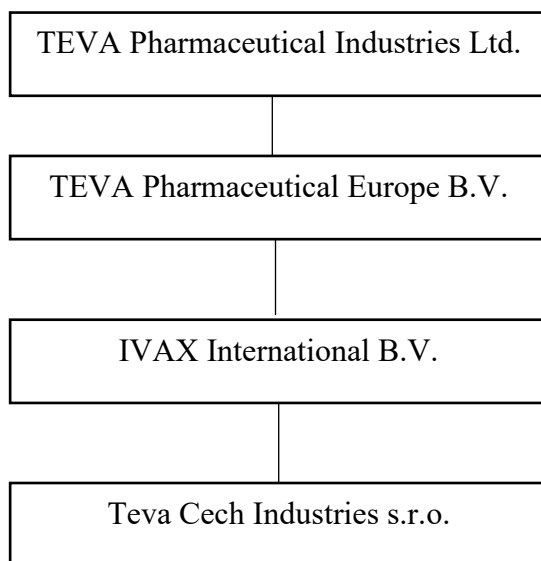 TEVA Pharmaceutical Industries Ltd.
TEVA Pharmaceutical Europe B.V.
IVAX International B.V.
Teva Cech Industries s.r.o.